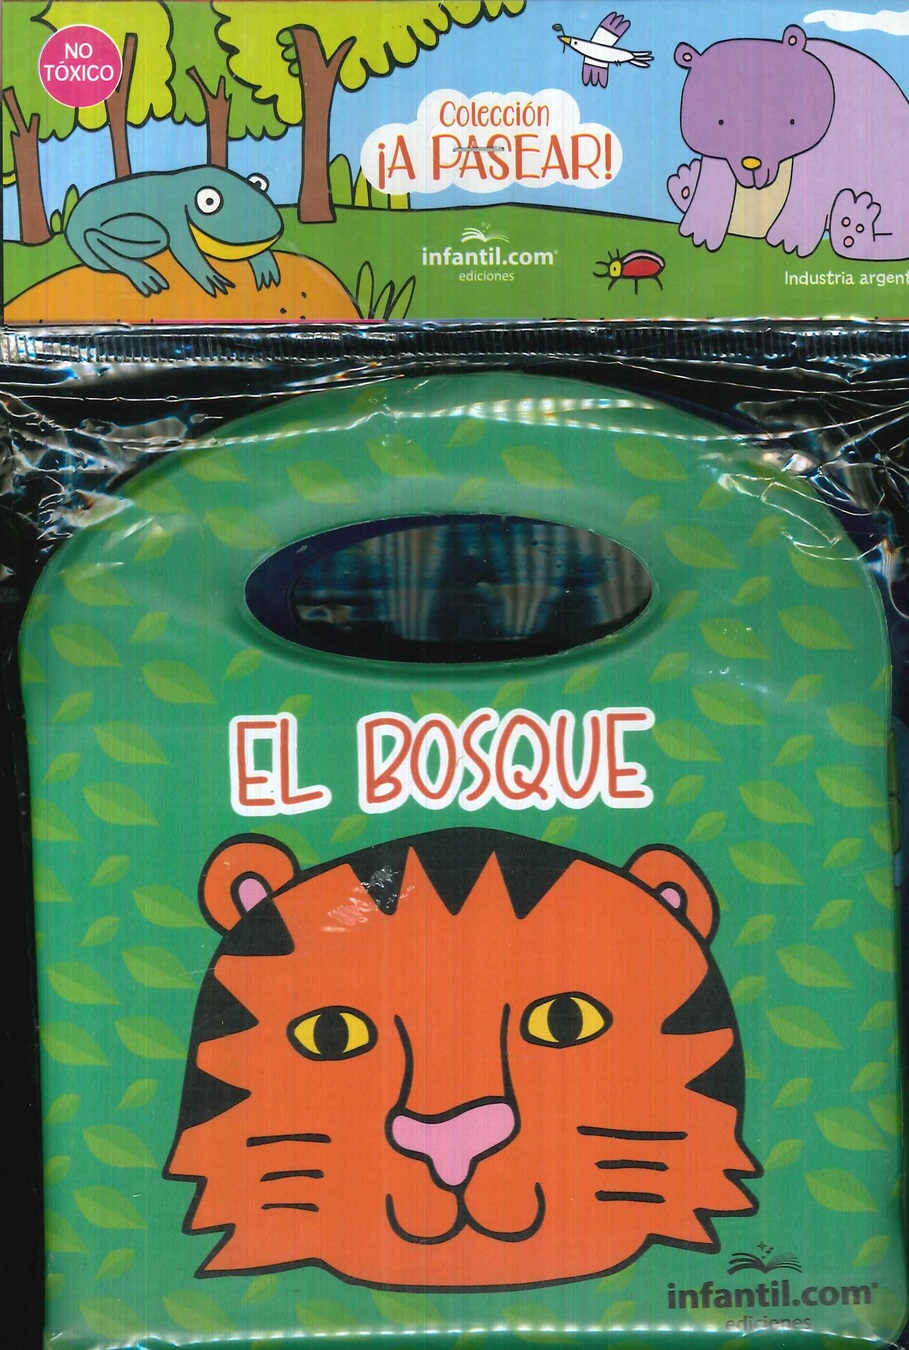 NO
TÓXICO
Colección
¡A PASEAR!
infantil.com
ediciones
Industria argent
EL BOSQUE
infantil.com
ediciones